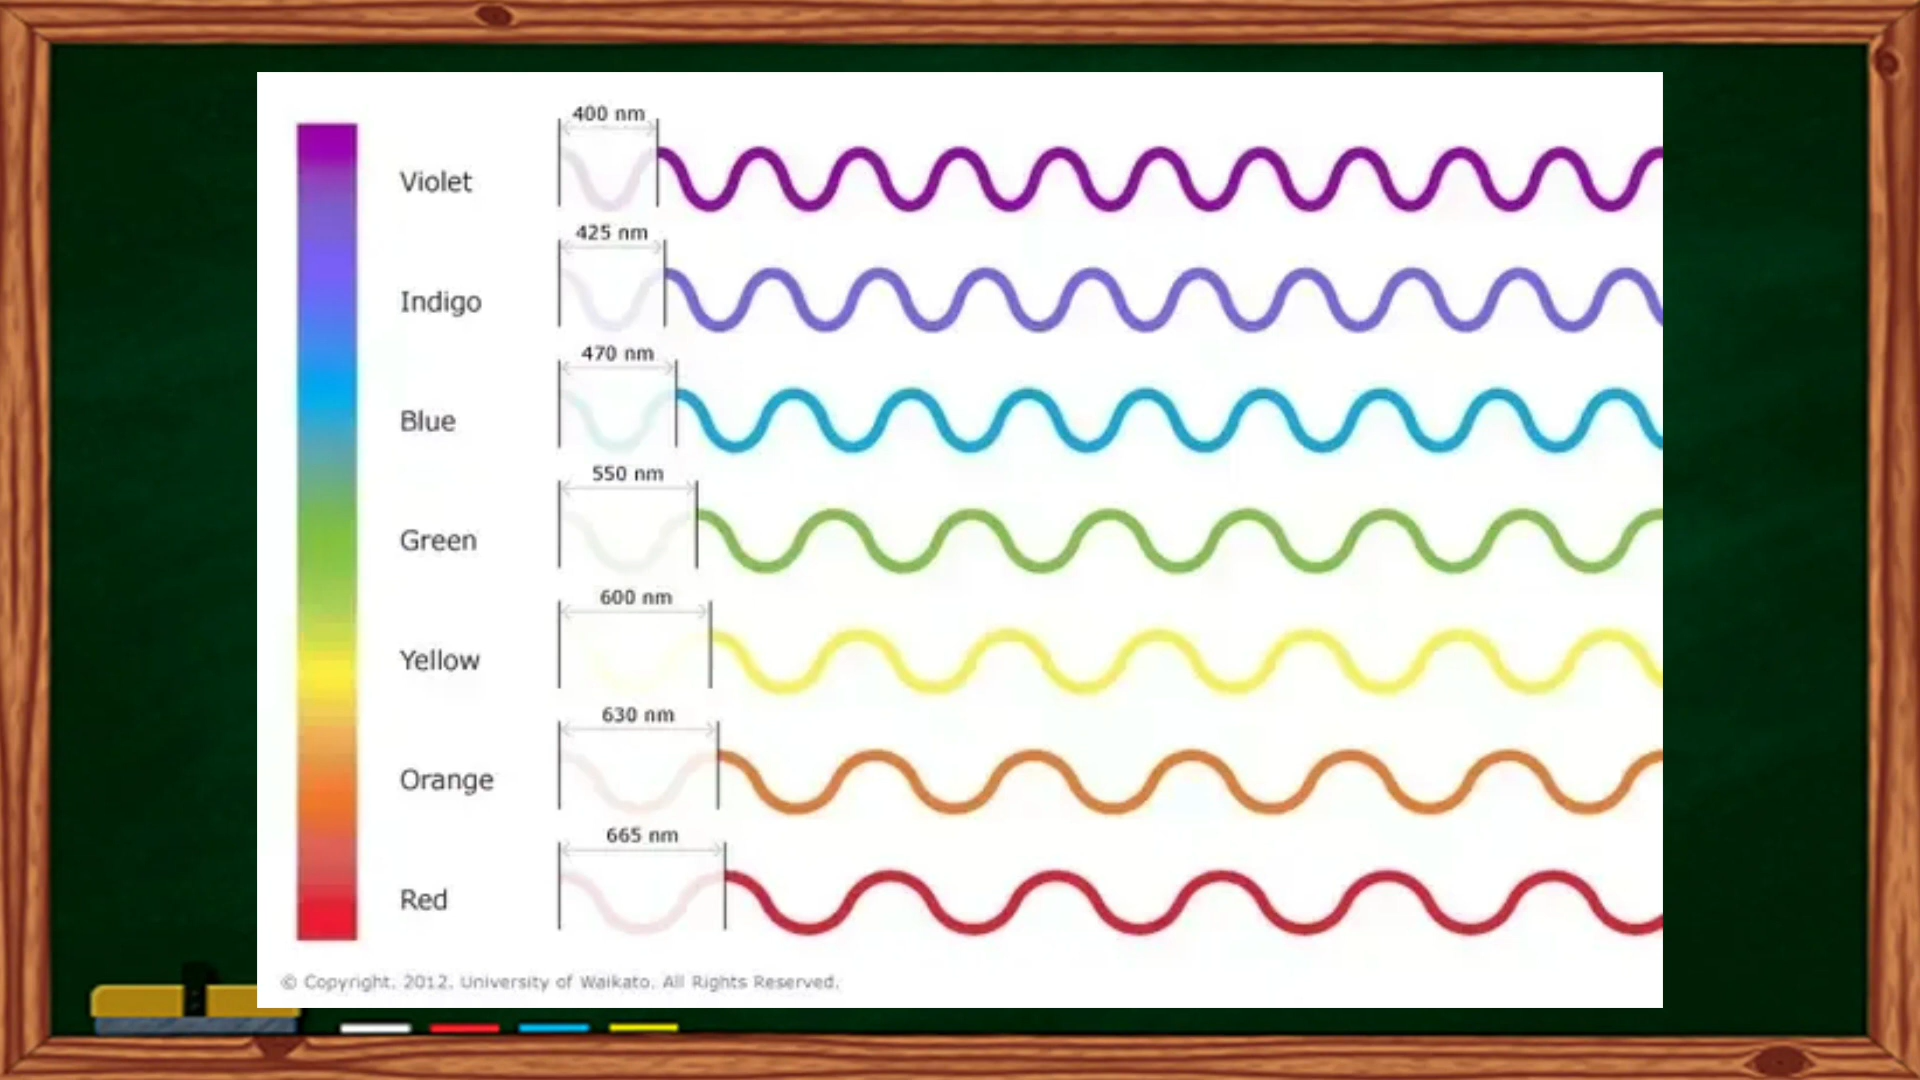 400 nm
Violet
425 nm
Indigo
470 nm
Blue
550 nm
Green
600 nm
Yellow
630 nm
Orange
665 nm
Red
© Copyright. 2012. University of Waikato. All Rights Reserved.